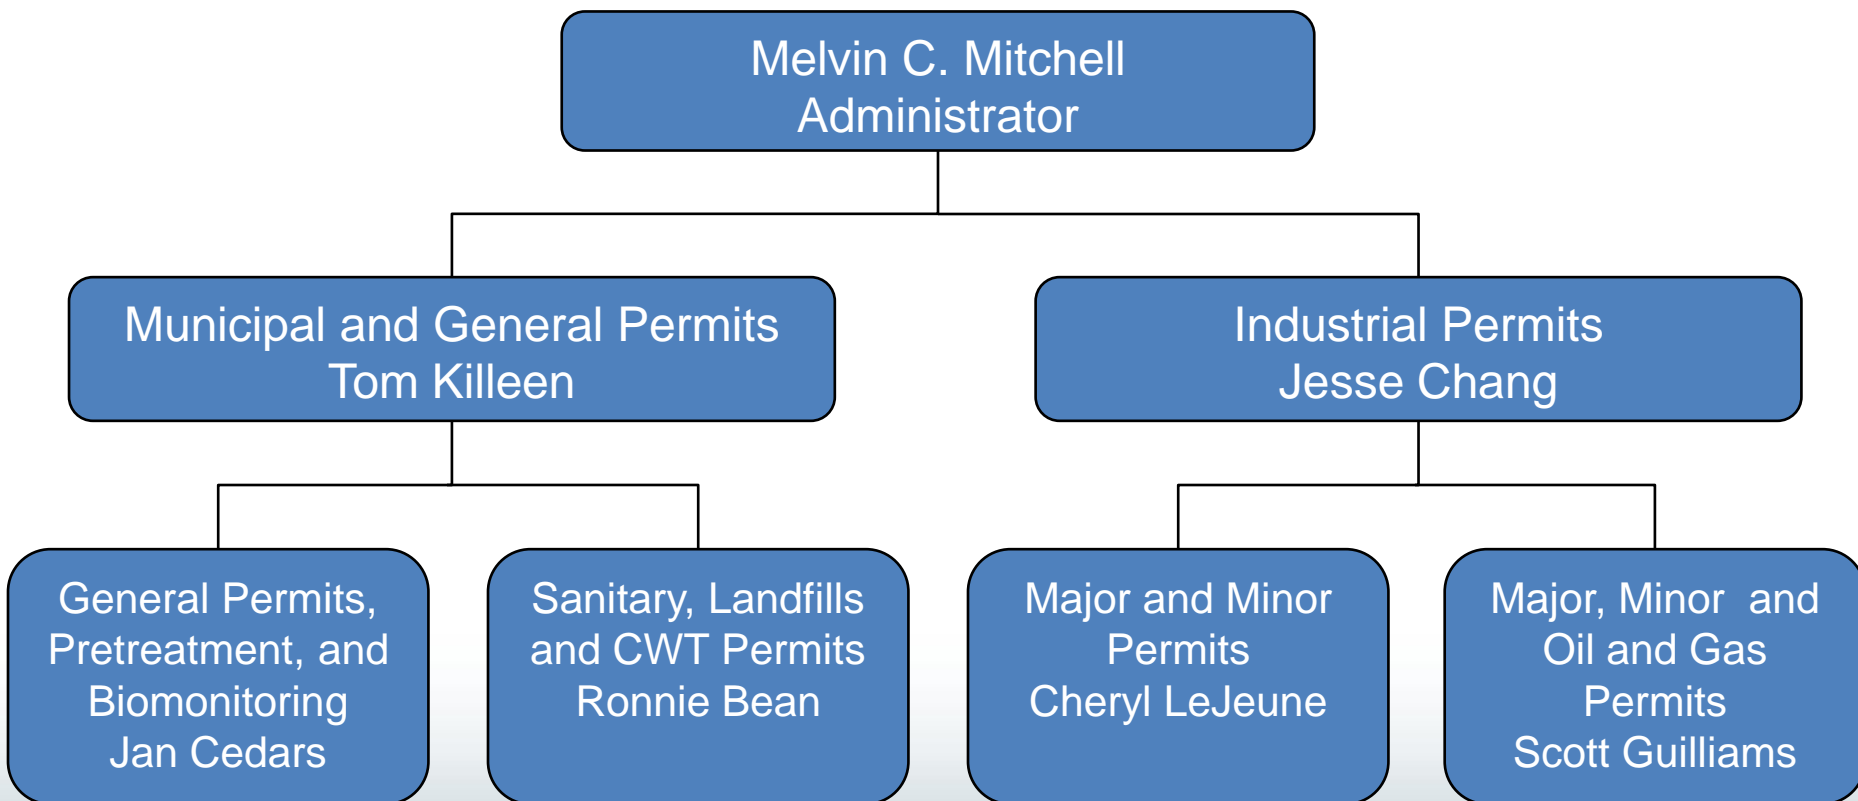 Melvin C. Mitchell
Administrator
Municipal and General Permits
Tom Killeen
Industrial Permits
Jesse Chang
General Permits,
Pretreatment, and
Biomonitoring
Jan Cedars
Sanitary, Landfills
and CWT Permits
Ronnie Bean
Major and Minor
Permits
Cheryl LeJeune
Major, Minor  and
Oil and Gas
Permits
Scott Guilliams